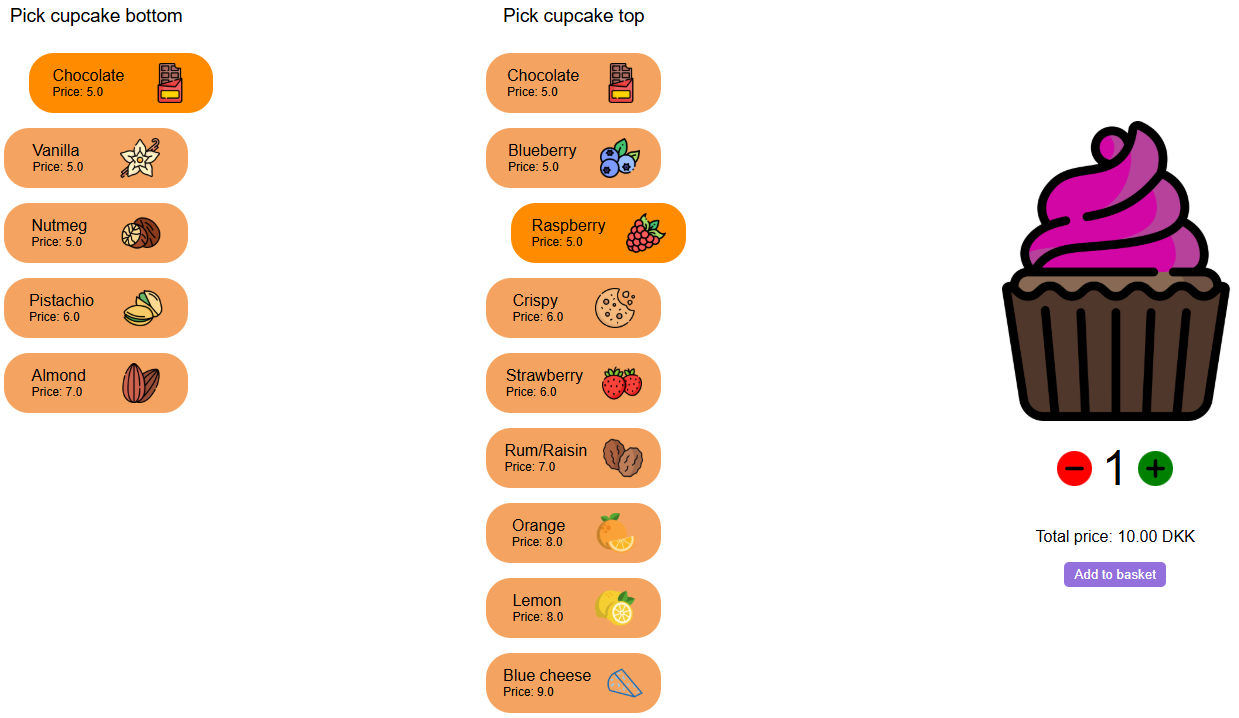 Pick cupcake bottom
Chocolate
Price: 5.0
Vanilla
Price: 5.0
Nutmeg
Price: 5.0
Pistachio
Price: 6.0
Almond
Price: 7.0
Pick cupcake top
Chocolate
Price: 5.0
Blueberry
Price: 5.0
Raspberry
Price: 5.0
Crispy
Price: 6.0
Strawberry
Price: 6.0
Rum/Raisin
Price: 7.0
Orange
Price: 8.0
Lemon
Price: 8.0
Blue cheese
Price: 9.0
1
Total price: 10.00 DKK
Add to basket